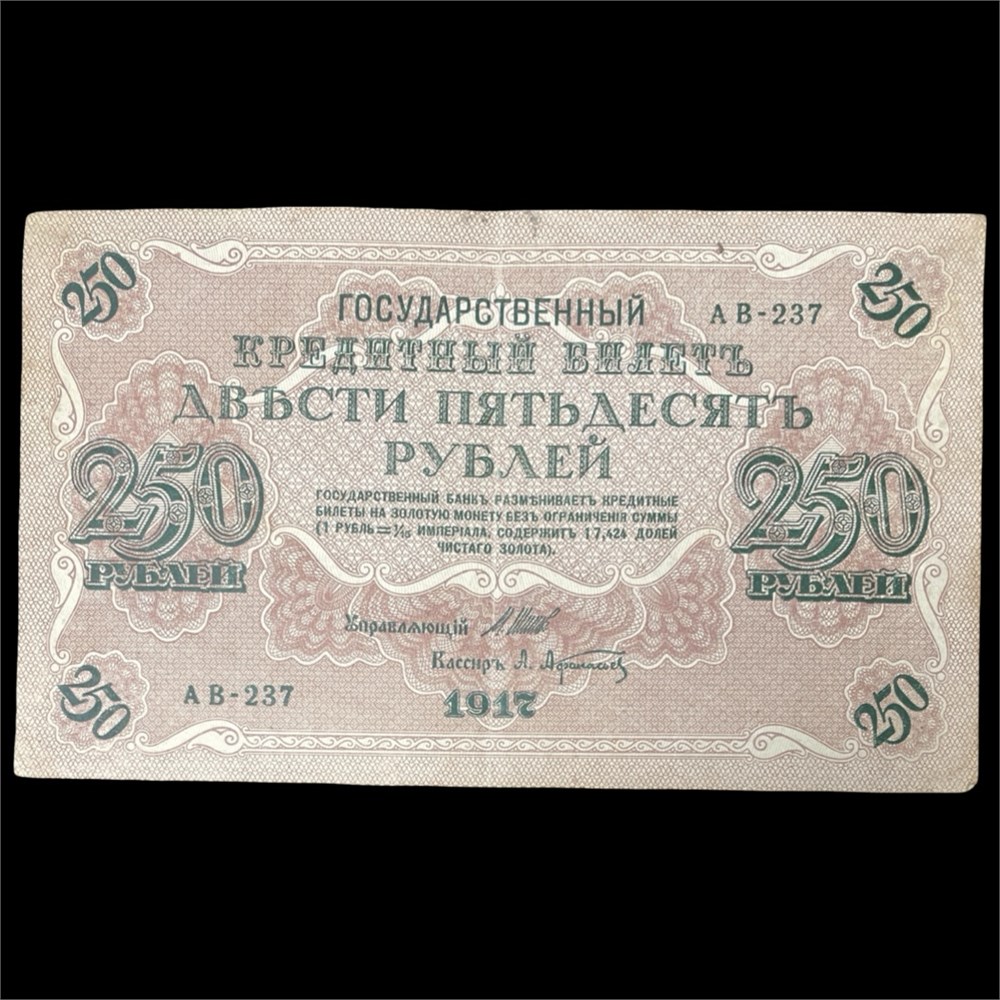 250
250
ГОСУДАРСТВЕННЫЙ
АВ-237
КРЕДИТНЫЙ БИЛЕТЪ
ДВѢСТИ ПЯТЬДЕСЯТЪ
РУБЛЕЙ
250
РУБЛЕЙ
250
РУБЛЕЙ
ГОСУДАРСТВЕННЫЙ БАНКЪ РАЗМѢНИВАЕТЪ КРЕДИТНЫЕ
БИЛЕТЫ НА ЗОЛОТУЮ МОНЕТУ БЕЗЪ ОГРАНИЧЕНІЯ СУММЫ
(1 РУБЛЬ = 1/15 ИМПЕРІАЛА, СОДЕРЖИТЪ 17,424 ДОЛЕЙ
ЧИСТАГО ЗОЛОТА).
Управляющій
Кассиръ А. Афанасьев
250
АВ-237
1917
250